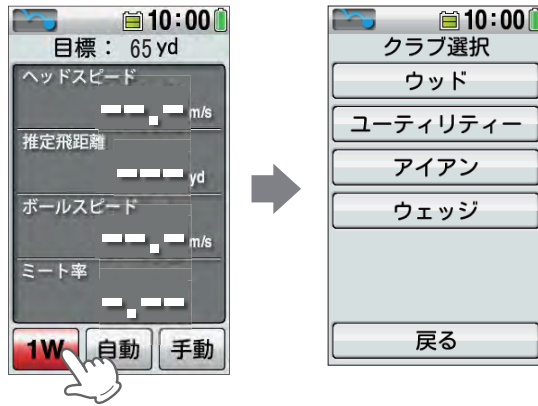 10:00
目標： 65 yd
ヘッドスピード
--.- m/s
推定飛距離
--- yd
ボールスピード
--.- m/s
ミート率
-.--
1W 自動 手動
10:00
クラブ選択
ウッド
ユーティリティー
アイアン
ウェッジ
戻る